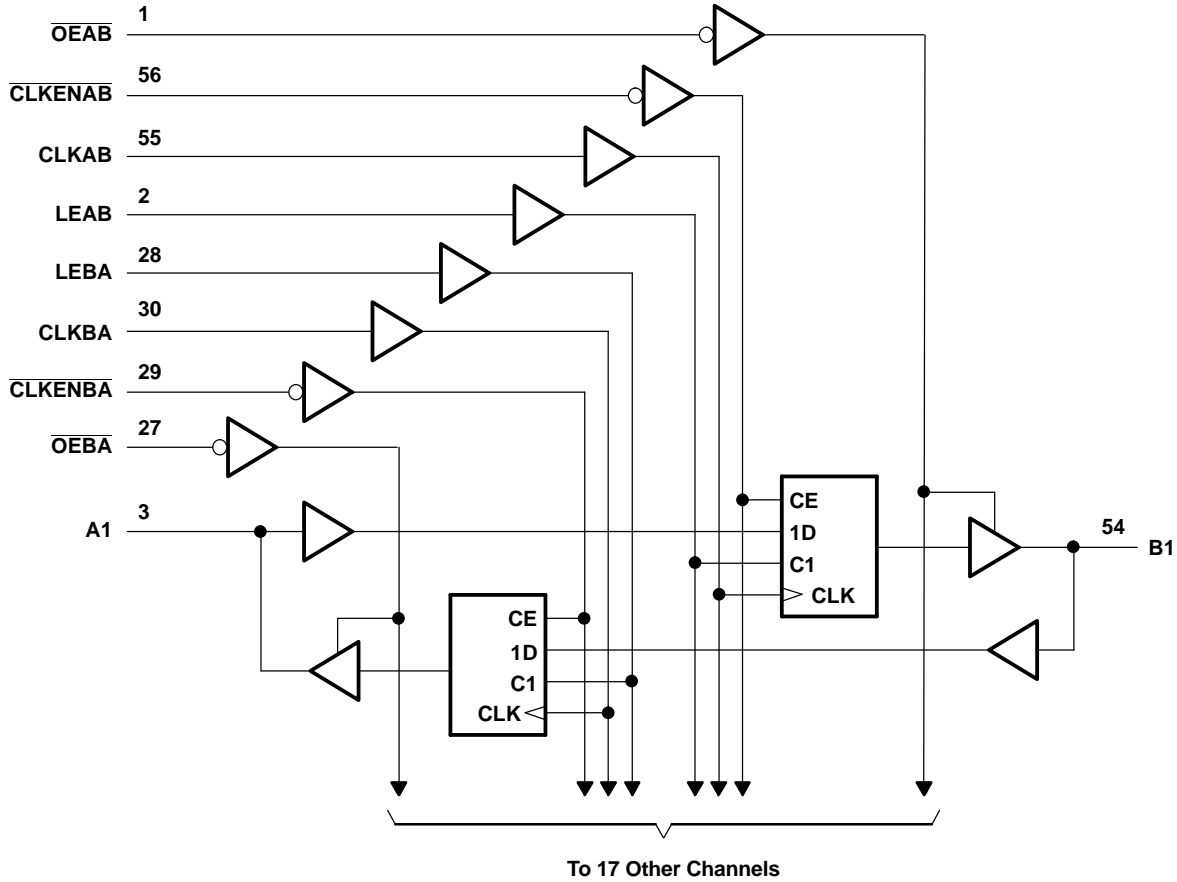 OEAB 1
CLKENAB 56
CLKAB 55
LEAB 2
LEBA 28
CLKBA 30
CLKENBA 29
OEBA 27
A1 3
CE
1D
C1
CLK
54 B1
CE
1D
C1
CLK
To 17 Other Channels